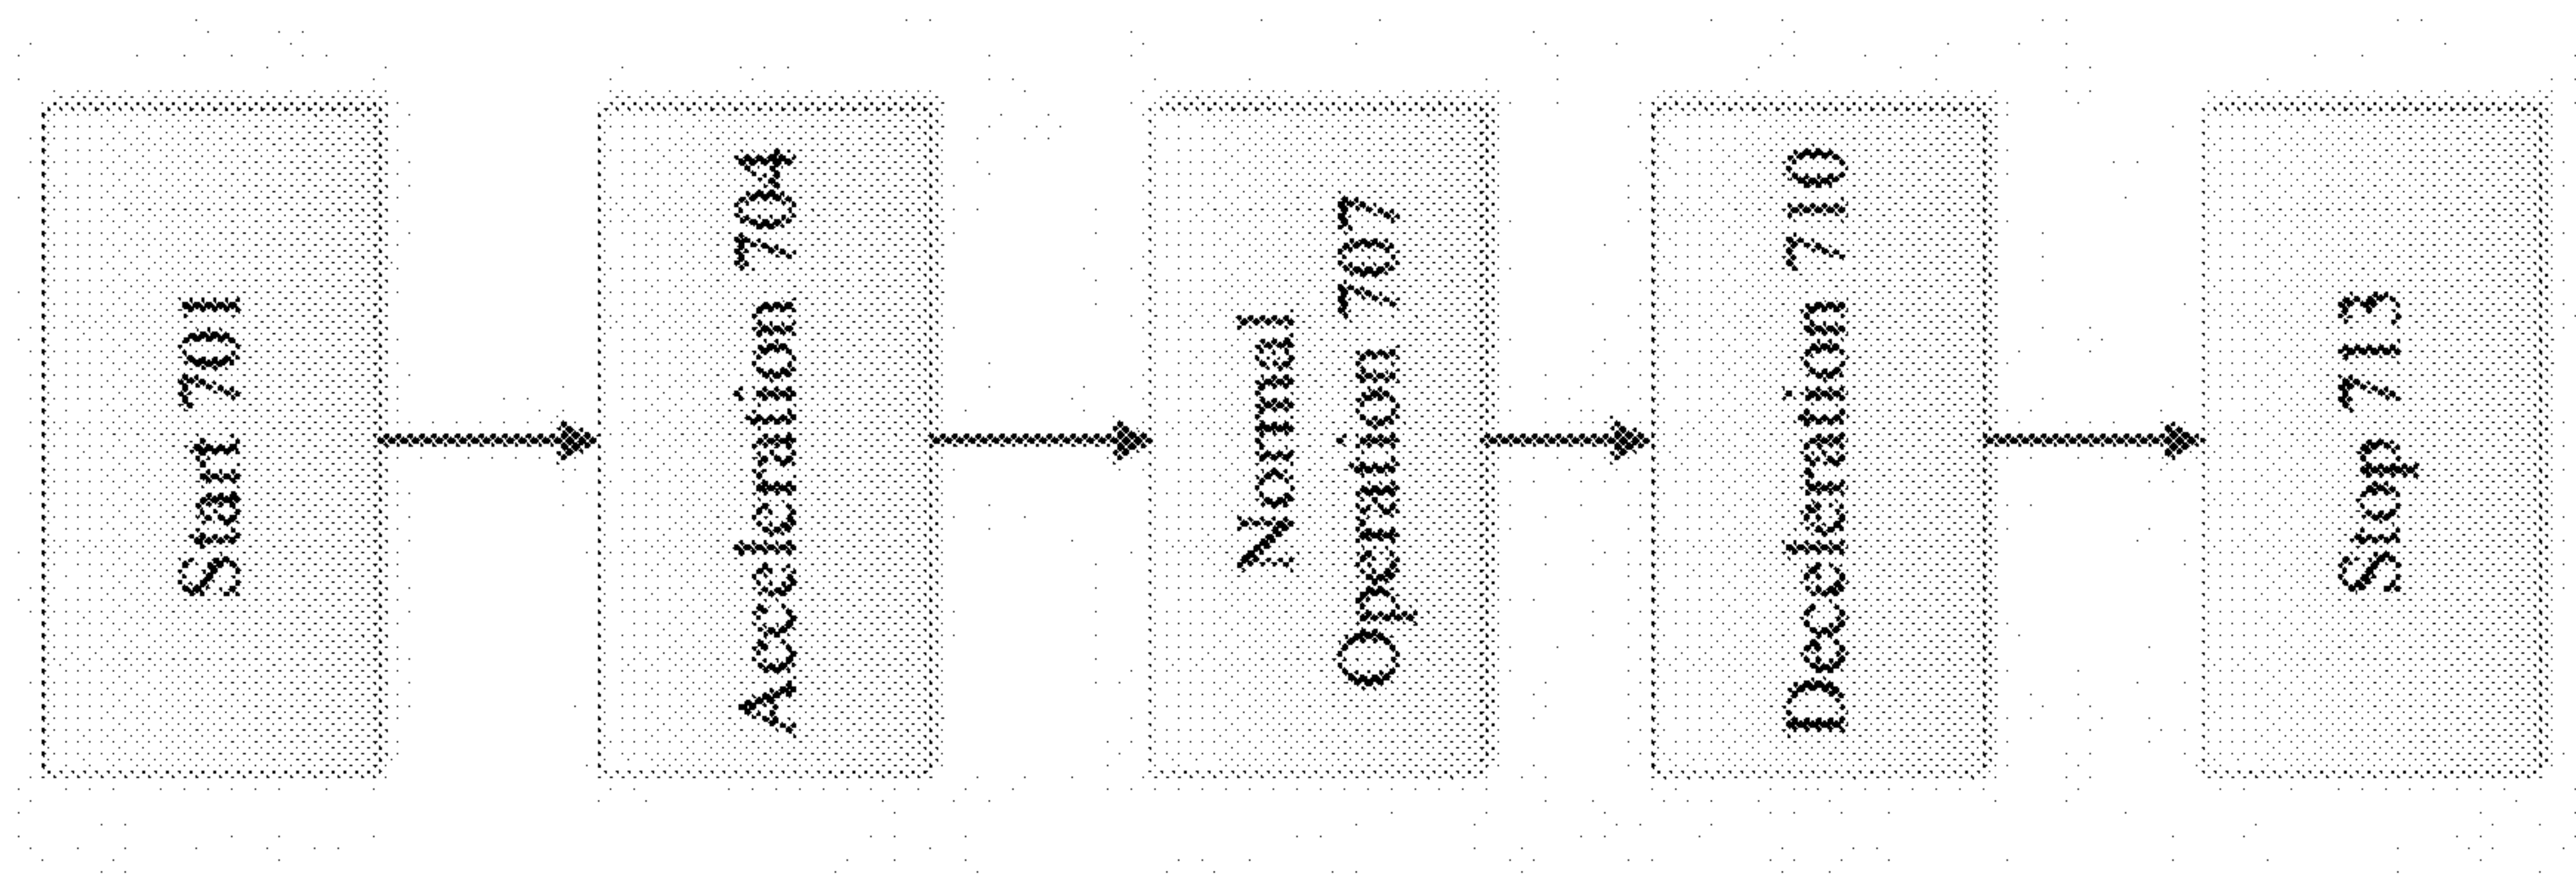 Start 701
Acceleration 704
Normal
Operation 707
Deceleration 710
Stop 713